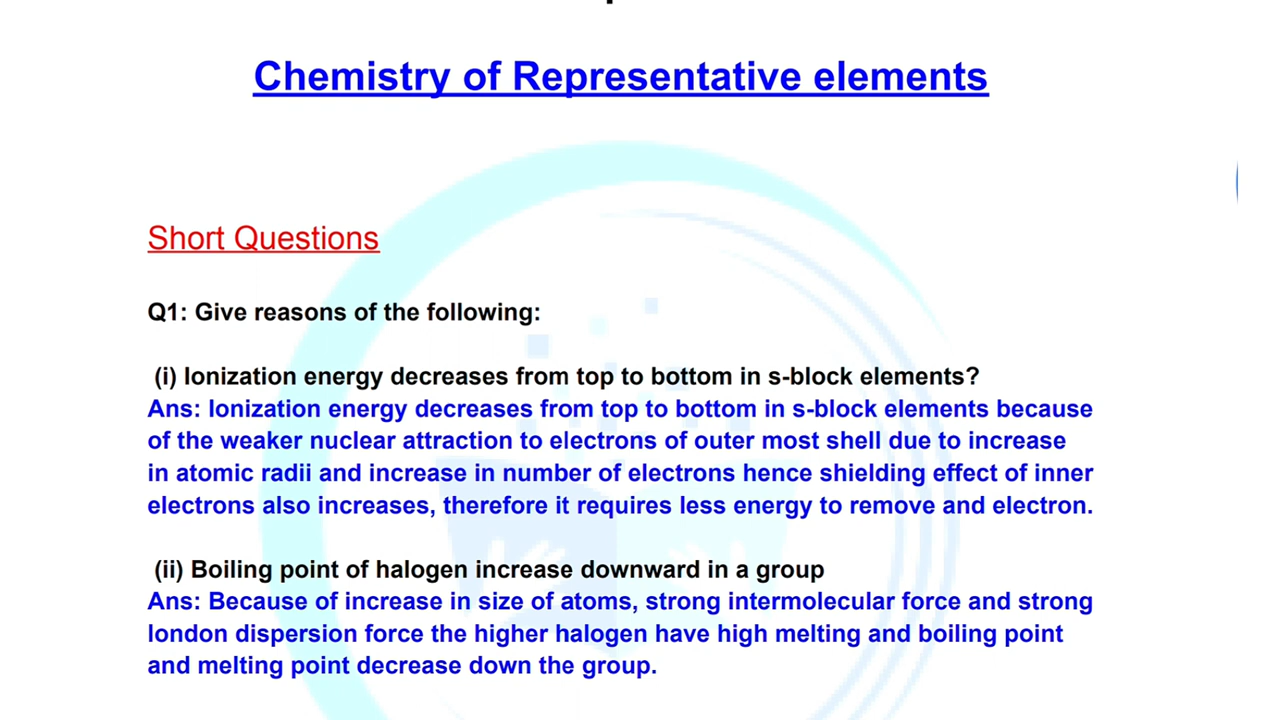 Chemistry of Representative elements
Short Questions
Q1: Give reasons of the following:
(i) Ionization energy decreases from top to bottom in s-block elements?
Ans: Ionization energy decreases from top to bottom in s-block elements because
of the weaker nuclear attraction to electrons of outer most shell due to increase
in atomic radii and increase in number of electrons hence shielding effect of inner
electrons also increases, therefore it requires less energy to remove and electron.
(ii) Boiling point of halogen increase downward in a group
Ans: Because of increase in size of atoms, strong intermolecular force and strong
london dispersion force the higher halogen have high melting and boiling point
and melting point decrease down the group.